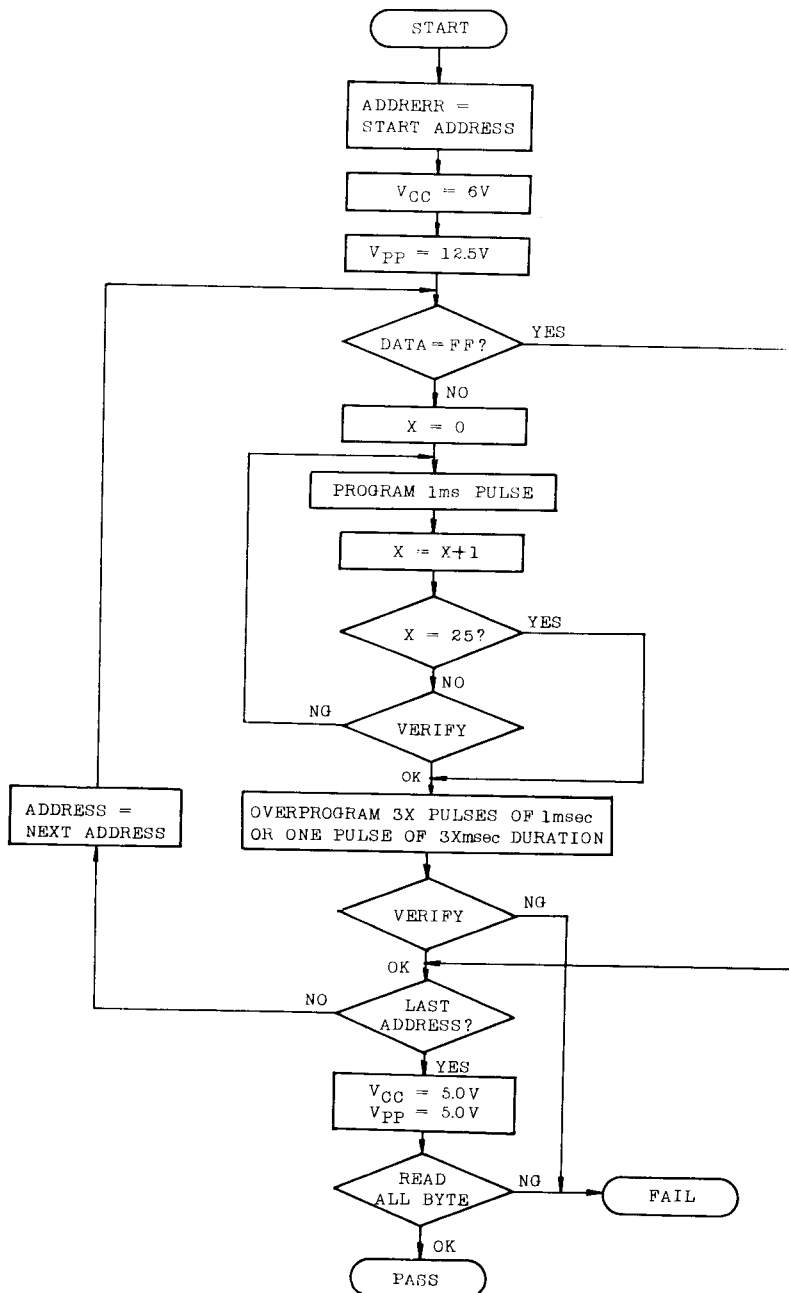 START
ADDRERR =
START ADDRESS
VCC = 6V
VPP = 12.5V
DATA = FF?
YES
NO
X = 0
PROGRAM 1ms PULSE
X = X+1
X = 25?
YES
NO
NG
VERIFY
OK
ADDRESS =
NEXT ADDRESS
OVERPROGRAM 3X PULSES OF 1msec
OR ONE PULSE OF 3Xmsec DURATION
VERIFY
NG
OK
NO
LAST
ADDRESS?
YES
VCC = 5.0V
VPP = 5.0V
READ
ALL BYTE
NG
FAIL
OK
PASS